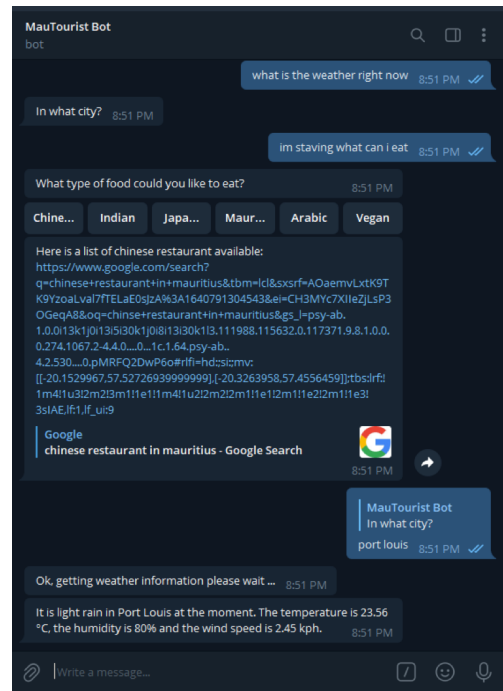 MauTourist Bot
bot
what is the weather right now 8:51 PM
In what city? 8:51 PM
im staving what can i eat 8:51 PM
What type of food could you like to eat?
8:51 PM
Chine... Indian Japa... Maur... Arabic Vegan
Here is a list of chinese restaurant available:
https://www.google.com/search?
q=chinese+restaurant+in+mauritius&tbm=lcl&sxsrf=AOaemvLxtK9T
K9YzoaLval7fTELaE0sJzA%3A1640791304543&ei=CH3MYc7XIIeZjLsP3
OGeqA8&oq=chinse+restaurant+in+mauritius&gs_l=psy-ab.
1.0.0i13k1j0i13i5i30k1j0i8i13i30k1l3.111988.115632.0.117371.9.8.1.0.0.
0.274.1067.2-4.4.0....0...1c.1.64.psy-ab..
4.2.530....0.pMRFQ2DwP6o#rlfi=hd:;si:;mv:
[[-20.1529967,57.52726939999999],[-20.3263958,57.4556459]];tbs:lrf:!
1m4!1u3!2m2!3m1!1e1!1m4!1u2!2m2!2m1!1e1!2m1!1e2!2m1!1e3!
3sIAE,lf:1,lf_ui:9
Google
chinese restaurant in mauritius - Google Search
8:51 PM
MauTourist Bot
In what city?
port louis 8:51 PM
Ok, getting weather information please wait ... 8:51 PM
It is light rain in Port Louis at the moment. The temperature is 23.56
°C, the humidity is 80% and the wind speed is 2.45 kph.
8:51 PM
Write a message...